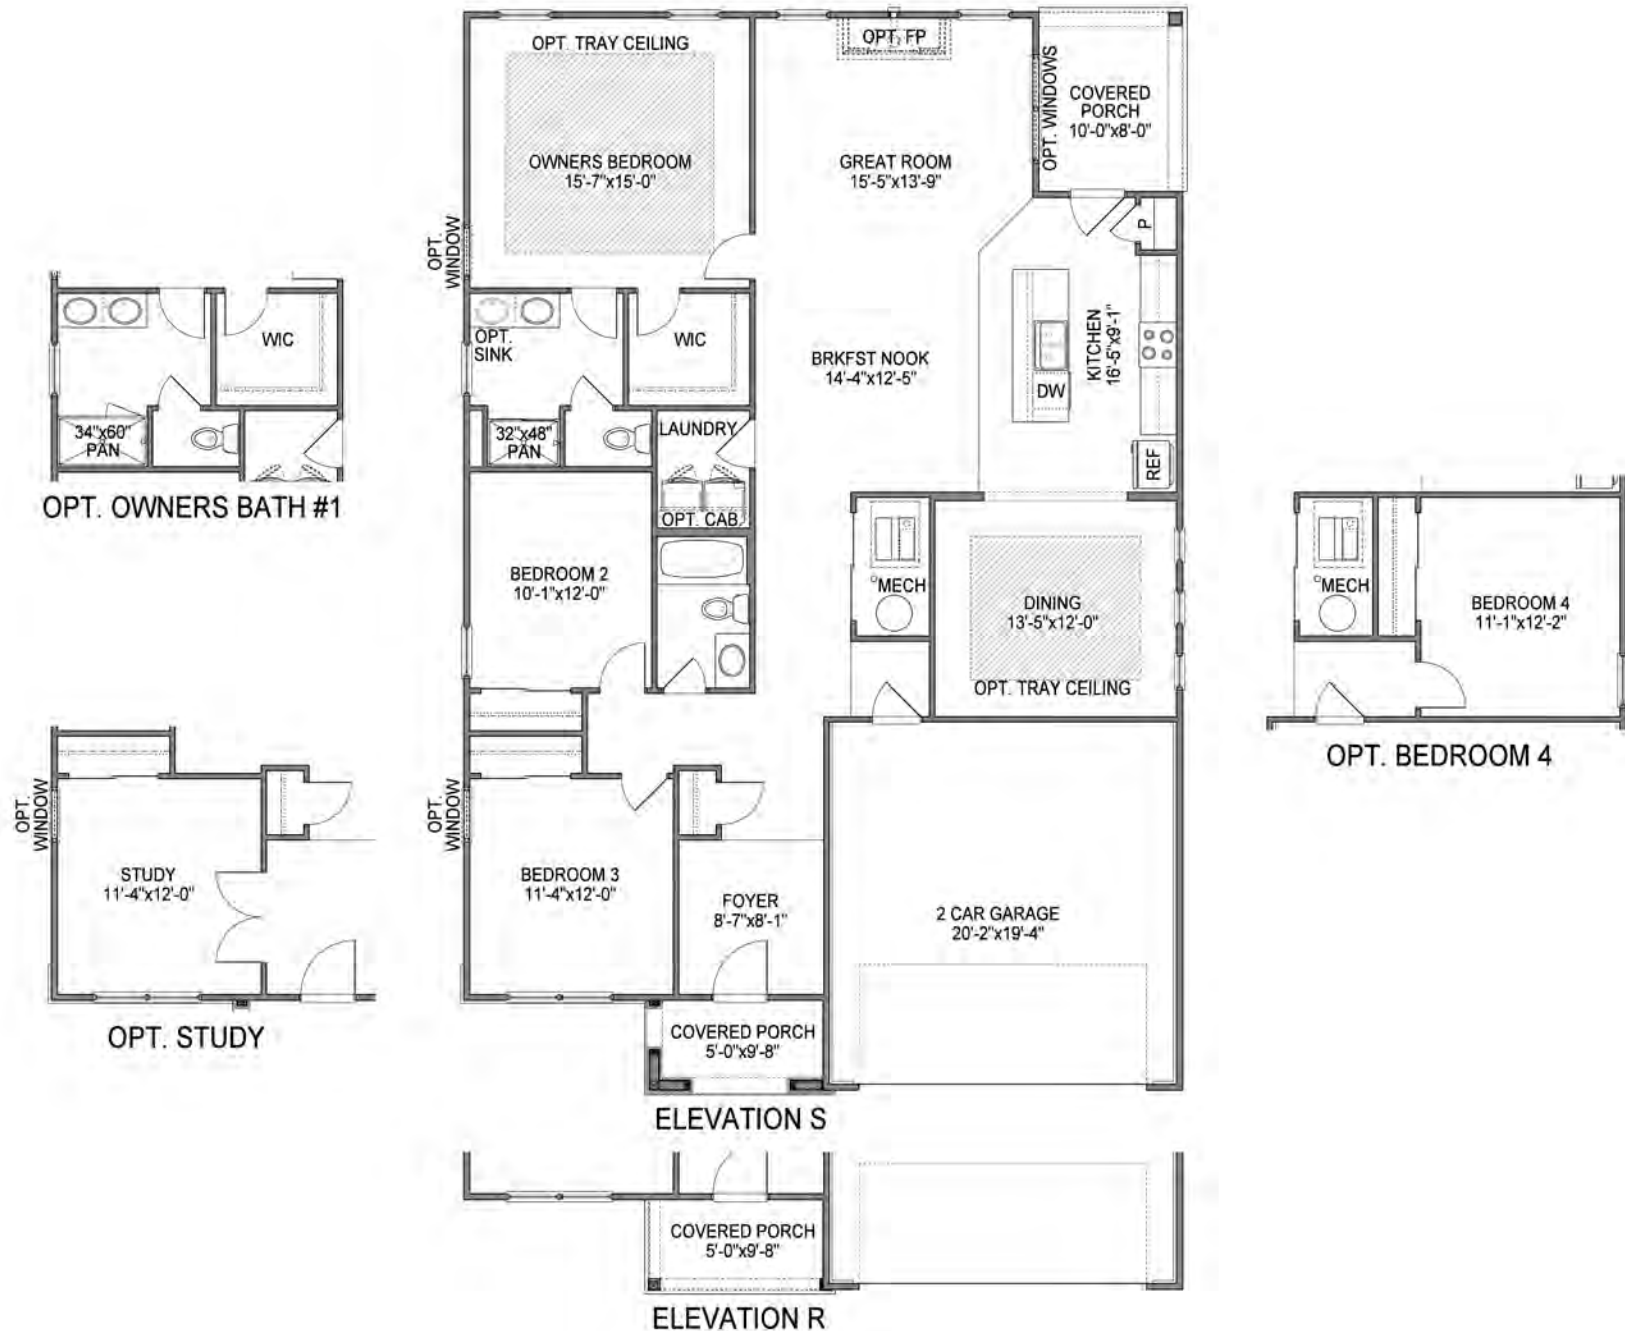 OPT. TRAY CEILING
OWNERS BEDROOM
15'-7"x15'-0"
OPT.
WINDOW
OPT. FP
GREAT ROOM
15'-5"x13'-9"
OPT. WINDOWS
COVERED
PORCH
10'-0"x8'-0"
P
KITCHEN
16'-5"x9'-1"
DW
REF
BRKFST NOOK
14'-4"x12'-5"
OPT.
SINK
WIC
32"x48"
PAN
LAUNDRY
OPT. CAB.
WIC
34"x60"
PAN
OPT. OWNERS BATH #1
BEDROOM 2
10'-1"x12'-0"
MECH
DINING
13'-5"x12'-0"
OPT. TRAY CEILING
MECH
BEDROOM 4
11'-1"x12'-2"
OPT. BEDROOM 4
OPT.
WINDOW
STUDY
11'-4"x12'-0"
OPT. STUDY
OPT.
WINDOW
BEDROOM 3
11'-4"x12'-0"
FOYER
8'-7"x8'-1"
2 CAR GARAGE
20'-2"x19'-4"
COVERED PORCH
5'-0"x9'-8"
ELEVATION S
COVERED PORCH
5'-0"x9'-8"
ELEVATION R